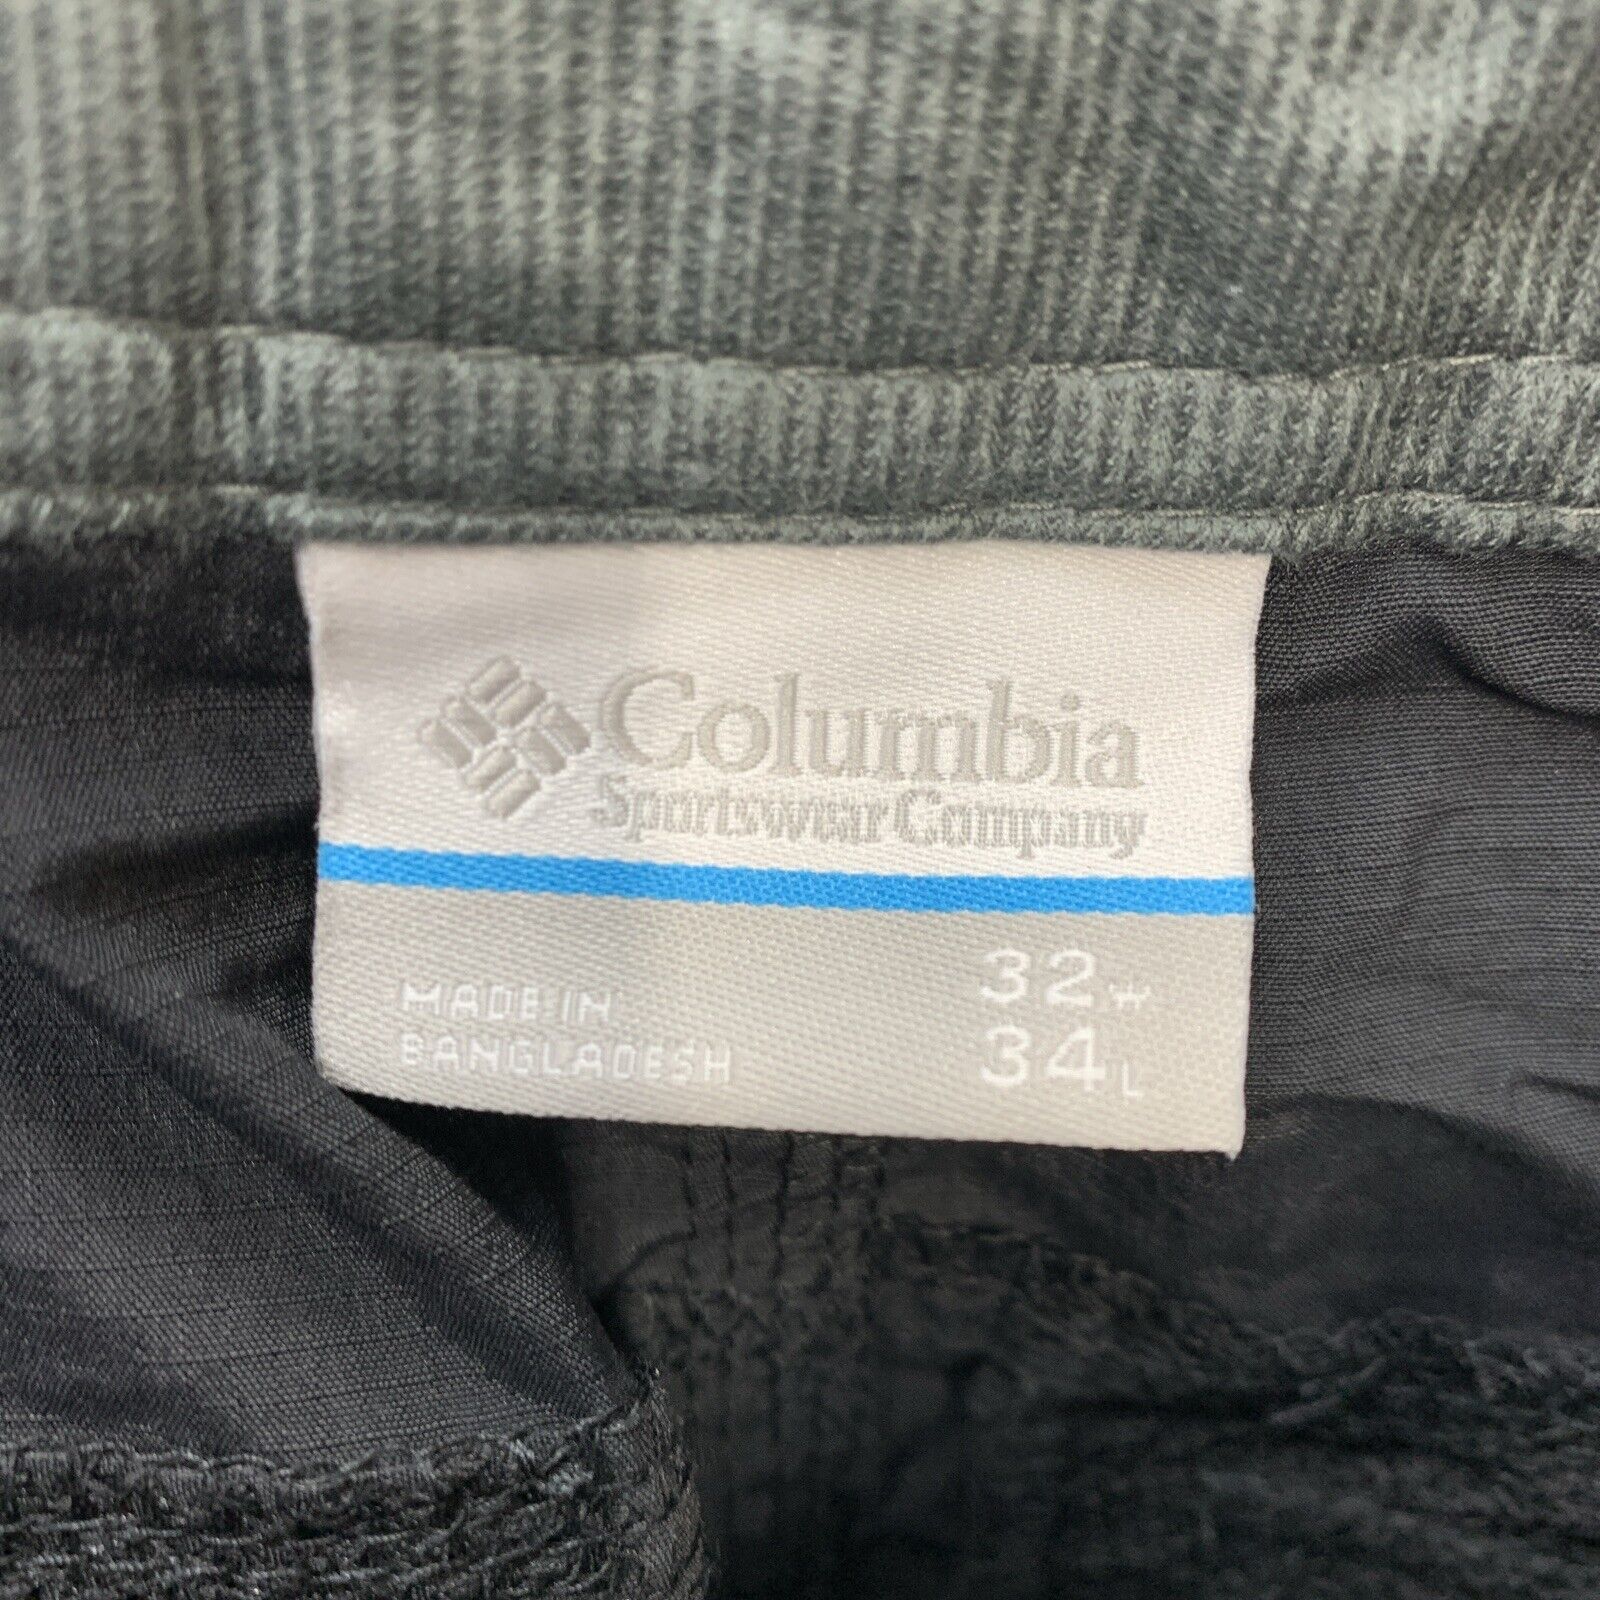 Columbia
Sportswear Company
MADE IN
BANGLADESH
32 W
34 L